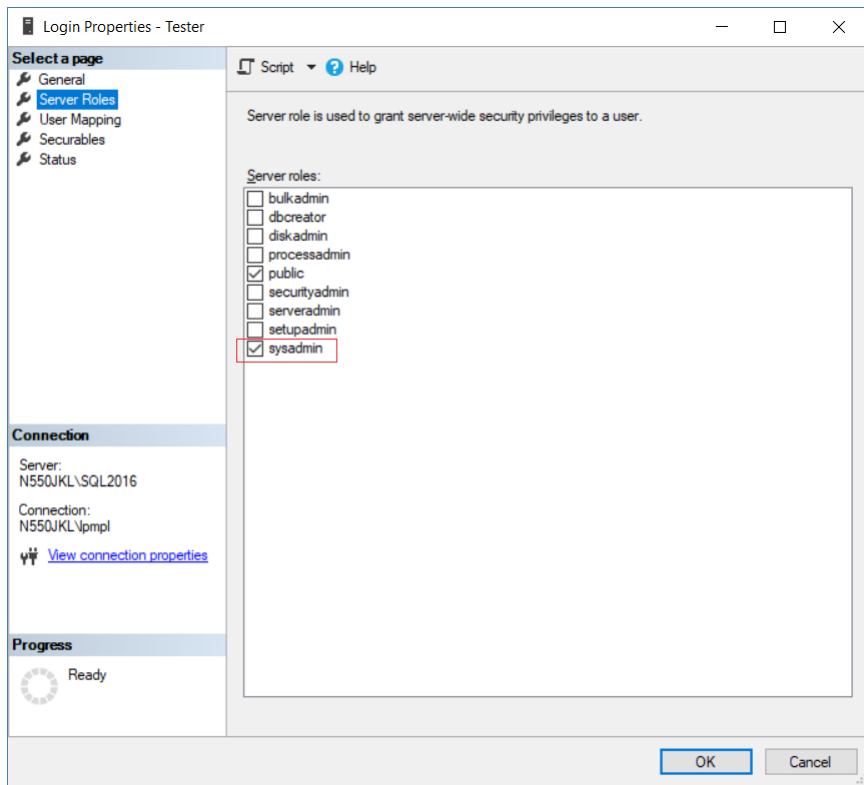 Login Properties - Tester
Select a page
General
Server Roles
User Mapping
Securables
Status
Script
Help
Server role is used to grant server-wide security privileges to a user.
Server roles:
bulkadmin
dbcreator
diskadmin
processadmin
public
securityadmin
serveradmin
setupadmin
sysadmin
Connection
Server:
N550JKL\SQL2016
Connection:
N550JKL\lpmpl
View connection properties
Progress
Ready
OK
Cancel